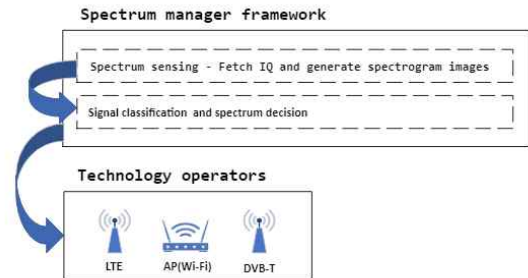 Spectrum manager framework
Spectrum sensing - Fetch IQ and generate spectrogram images
Signal classification and spectrum decision
Technology operators
LTE AP(Wi-Fi) DVB-T